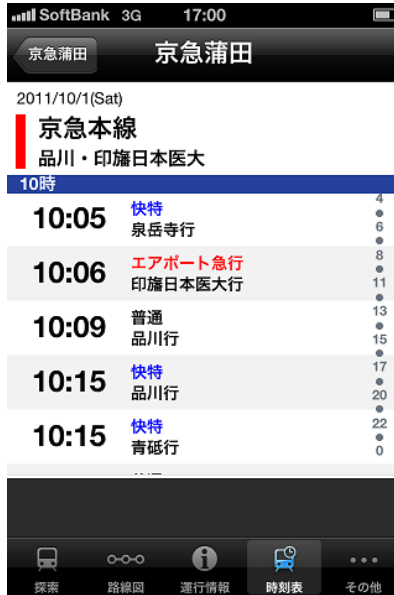 SoftBank 3G 17:00
京急蒲田
京急蒲田
2011/10/1(Sat)
京急本線
品川・印旛日本医大
10時
10:05 快特
泉岳寺行
10:06 エアポート急行
印旛日本医大行
10:09 普通
品川行
10:15 快特
品川行
10:15 快特
青砥行
4
6
8
11
13
15
17
20
22
0
探索 路線図 運行情報 時刻表 その他